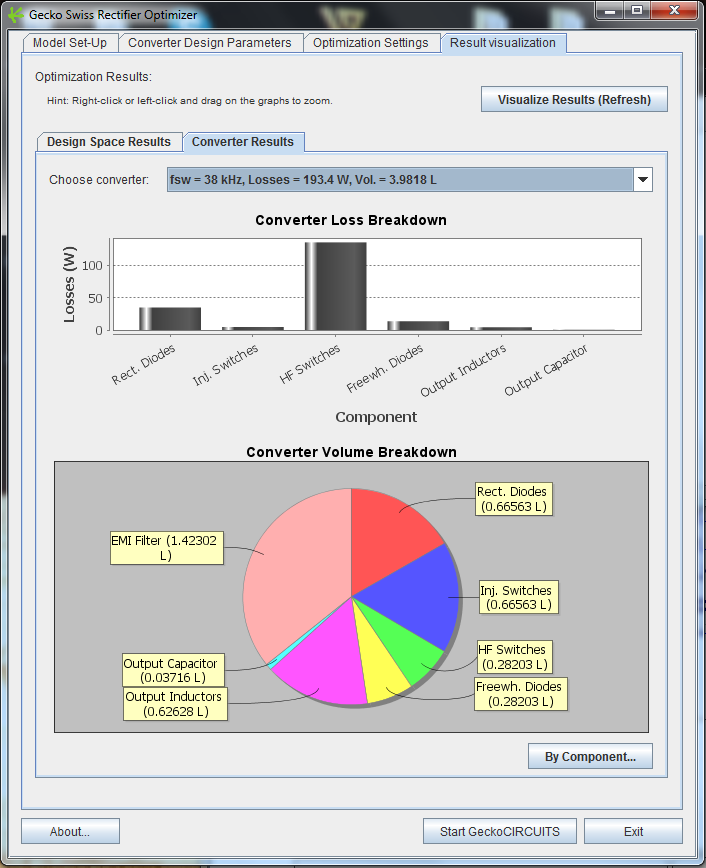 Gecko Swiss Rectifier Optimizer
Model Set-Up Converter Design Parameters Optimization Settings Result visualization
Optimization Results:
Hint: Right-click or left-click and drag on the graphs to zoom.
Visualize Results (Refresh)
Design Space Results Converter Results
Choose converter: fsw = 38 kHz, Losses = 193.4 W, Vol. = 3.9818 L
Converter Loss Breakdown
Losses (W)
100
50
0
Rect. Diodes Inj. Switches HF Switches Freewh. Diodes Output Inductors Output Capacitor
Component
Converter Volume Breakdown
Rect. Diodes
(0.66563 L)
EMI Filter (1.42302
L)
Inj. Switches
(0.66563 L)
HF Switches
(0.28203 L)
Output Capacitor
(0.03716 L)
Freewh. Diodes
(0.28203 L)
Output Inductors
(0.62628 L)
By Component...
About... Start GeckoCIRCUITS Exit